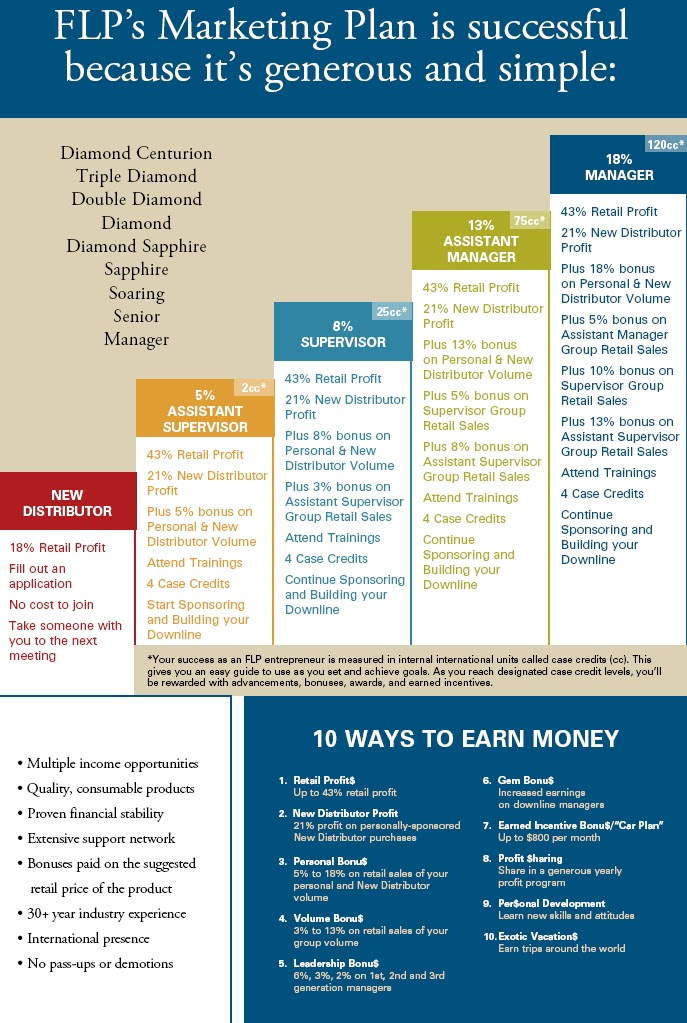 FLP's Marketing Plan is successful
because it's generous and simple:
Diamond Centurion
Triple Diamond
Double Diamond
Diamond
Diamond Sapphire
Sapphire
Soaring
Senior
Manager
NEW
DISTRIBUTOR
18% Retail Profit
Fill out an
application
No cost to join
Take someone with
you to the next
meeting
2cc*
5%
ASSISTANT
SUPERVISOR
43% Retail Profit
21% New Distributor
Profit
Plus 5% bonus on
Personal & New
Distributor Volume
Attend Trainings
4 Case Credits
Start Sponsoring
and Building your
Downline
25cc*
8%
SUPERVISOR
43% Retail Profit
21% New Distributor
Profit
Plus 8% bonus on
Personal & New
Distributor Volume
Plus 3% bonus on
Assistant Supervisor
Group Retail Sales
Attend Trainings
4 Case Credits
Continue Sponsoring
and Building your
Downline
75cc*
13%
ASSISTANT
MANAGER
43% Retail Profit
21% New Distributor
Profit
Plus 13% bonus
on Personal & New
Distributor Volume
Plus 5% bonus on
Supervisor Group
Retail Sales
Plus 8% bonus on
Assistant Supervisor
Group Retail Sales
Attend Trainings
4 Case Credits
Continue
Sponsoring and
Building your
Downline
120cc*
18%
MANAGER
43% Retail Profit
21% New Distributor
Profit
Plus 18% bonus
on Personal & New
Distributor Volume
Plus 5% bonus on
Assistant Manager
Group Retail Sales
Plus 10% bonus on
Supervisor Group
Retail Sales
Plus 13% bonus on
Assistant Supervisor
Group Retail Sales
Attend Trainings
4 Case Credits
Continue
Sponsoring and
Building your
Downline
*Your success as an FLP entrepreneur is measured in internal international units called case credits (cc). This
gives you an easy guide to use as you set and achieve goals. As you reach designated case credit levels, you'll
be rewarded with advancements, bonuses, awards, and earned incentives.
• Multiple income opportunities
• Quality, consumable products
• Proven financial stability
• Extensive support network
• Bonuses paid on the suggested
retail price of the product
• 30+ year industry experience
• International presence
• No pass-ups or demotions
10 WAYS TO EARN MONEY
1. Retail Profit$
Up to 43% retail profit
2. New Distributor Profit
21% profit on personally-sponsored
New Distributor purchases
3. Personal Bonu$
5% to 18% on retail sales of your
personal and New Distributor
volume
4. Volume Bonu$
3% to 13% on retail sales of your
group volume
5. Leadership Bonu$
6%, 3%, 2% on 1st, 2nd and 3rd
generation managers
6. Gem Bonu$
Increased earnings
on downline managers
7. Earned Incentive Bonu$/"Car Plan"
Up to $800 per month
8. Profit $haring
Share in a generous yearly
profit program
9. Per$onal Development
Learn new skills and attitudes
10. Exotic Vacation$
Earn trips around the world